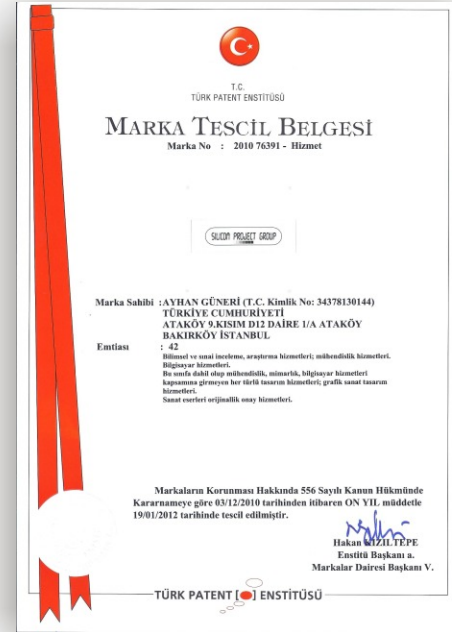 T.C.
TÜRK PATENT ENSTİTÜSÜ
MARKA TESCİL BELGESİ
Marka No : 2010 76391 - Hizmet
SILICON PROJECT GROUP
Marka Sahibi : AYHAN GÜNERİ (T.C. Kimlik No: 34378130144)
TÜRKİYE CUMHURİYETİ
ATAKÖY 9.KISIM D12 DAİRE 1/A ATAKÖY
BAKIRKÖY İSTANBUL
Emtiası : 42
Bilimsel ve sınai inceleme, araştırma hizmetleri; mühendislik hizmetleri.
Bilgisayar hizmetleri.
Bu sınıfa dahil olup mühendislik, mimarlık, bilgisayar hizmetleri
kapsamına girmeyen her türlü tasarım hizmetleri; grafik sanat tasarım
hizmetleri.
Sanat eserleri orijinallik onay hizmetleri.
Markaların Korunması Hakkında 556 Sayılı Kanun Hükmünde
Kararnameye göre 03/12/2010 tarihinden itibaren ON YIL müddetle
19/01/2012 tarihinde tescil edilmiştir.
Hakan KIZILTEPE
Enstitü Başkanı a.
Markalar Dairesi Başkanı V.
TÜRK PATENT ENSTİTÜSÜ